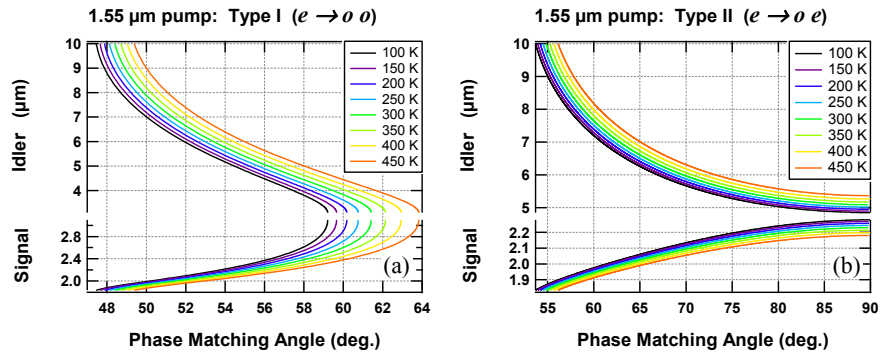 1.55 µm pump: Type I (e → o o)
Idler (µm)
Signal
10
9
8
7
6
5
4
2.8
2.4
2.0
100 K
150 K
200 K
250 K
300 K
350 K
400 K
450 K
(a)
48 50 52 54 56 58 60 62 64
Phase Matching Angle (deg.)
1.55 µm pump: Type II (e → o e)
Idler (µm)
Signal
10
9
8
7
6
5
2.2
2.1
2.0
1.9
100 K
150 K
200 K
250 K
300 K
350 K
400 K
450 K
(b)
55 60 65 70 75 80 85 90
Phase Matching Angle (deg.)